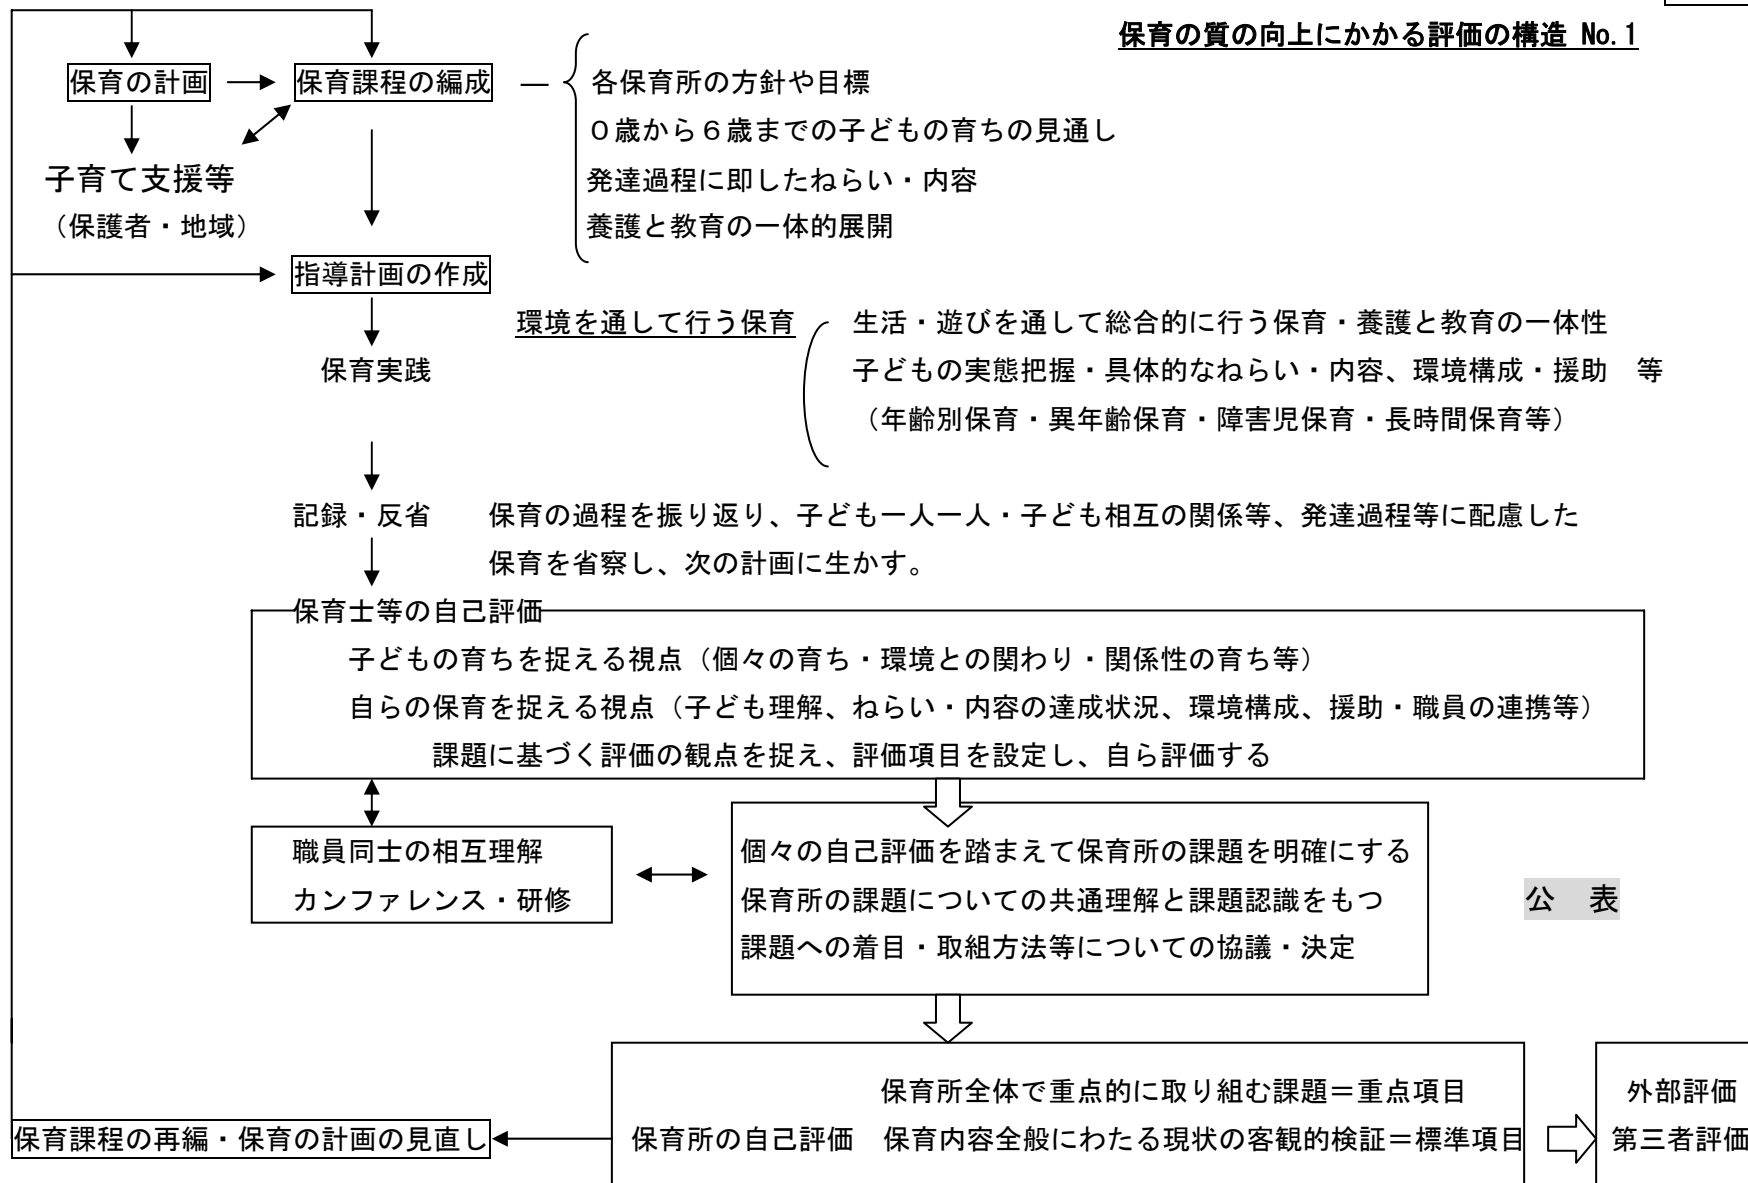 保育の質の向上にかかる評価の構造 No.1
保育の計画
保育課程の編成
各保育所の方針や目標
０歳から６歳までの子どもの育ちの見通し
発達過程に即したねらい・内容
養護と教育の一体的展開
子育て支援等
（保護者・地域）
指導計画の作成
環境を通して行う保育
生活・遊びを通して総合的に行う保育・養護と教育の一体性
子どもの実態把握・具体的なねらい・内容、環境構成・援助　等
（年齢別保育・異年齢保育・障害児保育・長時間保育等）
保育実践
記録・反省
保育の過程を振り返り、子ども一人一人・子ども相互の関係等、発達過程等に配慮した
保育を省察し、次の計画に生かす。
保育士等の自己評価
子どもの育ちを捉える視点（個々の育ち・環境との関わり・関係性の育ち等）
自らの保育を捉える視点（子ども理解、ねらい・内容の達成状況、環境構成、援助・職員の連携等）
課題に基づく評価の観点を捉え、評価項目を設定し、自ら評価する
職員同士の相互理解
カンファレンス・研修
個々の自己評価を踏まえて保育所の課題を明確にする
保育所の課題についての共通理解と課題認識をもつ
課題への着目・取組方法等についての協議・決定
公　表
保育所全体で重点的に取り組む課題＝重点項目
保育所の自己評価　保育内容全般にわたる現状の客観的検証＝標準項目
外部評価
第三者評価
保育課程の再編・保育の計画の見直し